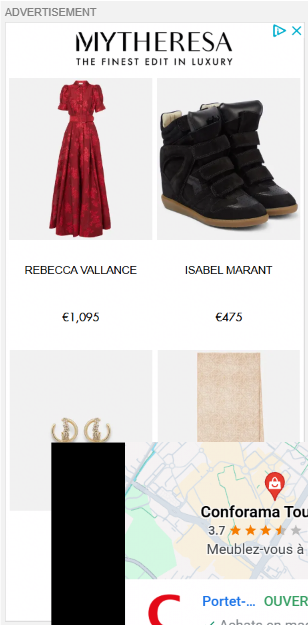 ADVERTISEMENT
MYTHERESA
THE FINEST EDIT IN LUXURY
REBECCA VALLANCE
ISABEL MARANT
€1,095
€475
Conforama Tou
3.7
Meublez-vous à
Portet-... OUVER
✓ Achats en mag